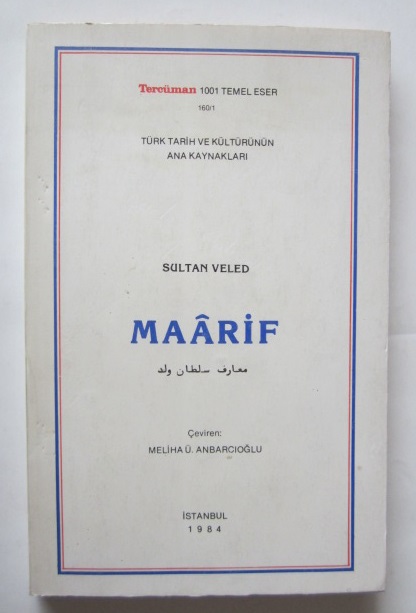 Tercüman 1001 TEMEL ESER
160/1
TÜRK TARİH VE KÜLTÜRÜNÜN
ANA KAYNAKLARI
SULTAN VELED
MAÂRİF
معارف سلطان ولد
Çeviren:
MELİHA Ü. ANBARCIOĞLU
İSTANBUL
1984